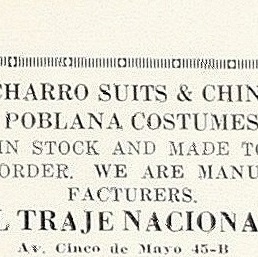 CHARRO SUITS & CHIN
POBLANA COSTUMES
IN STOCK AND MADE TO
ORDER. WE ARE MANU
FACTURERS.
L TRAJE NACIONA
Av. Cinco de Mayo 45-B